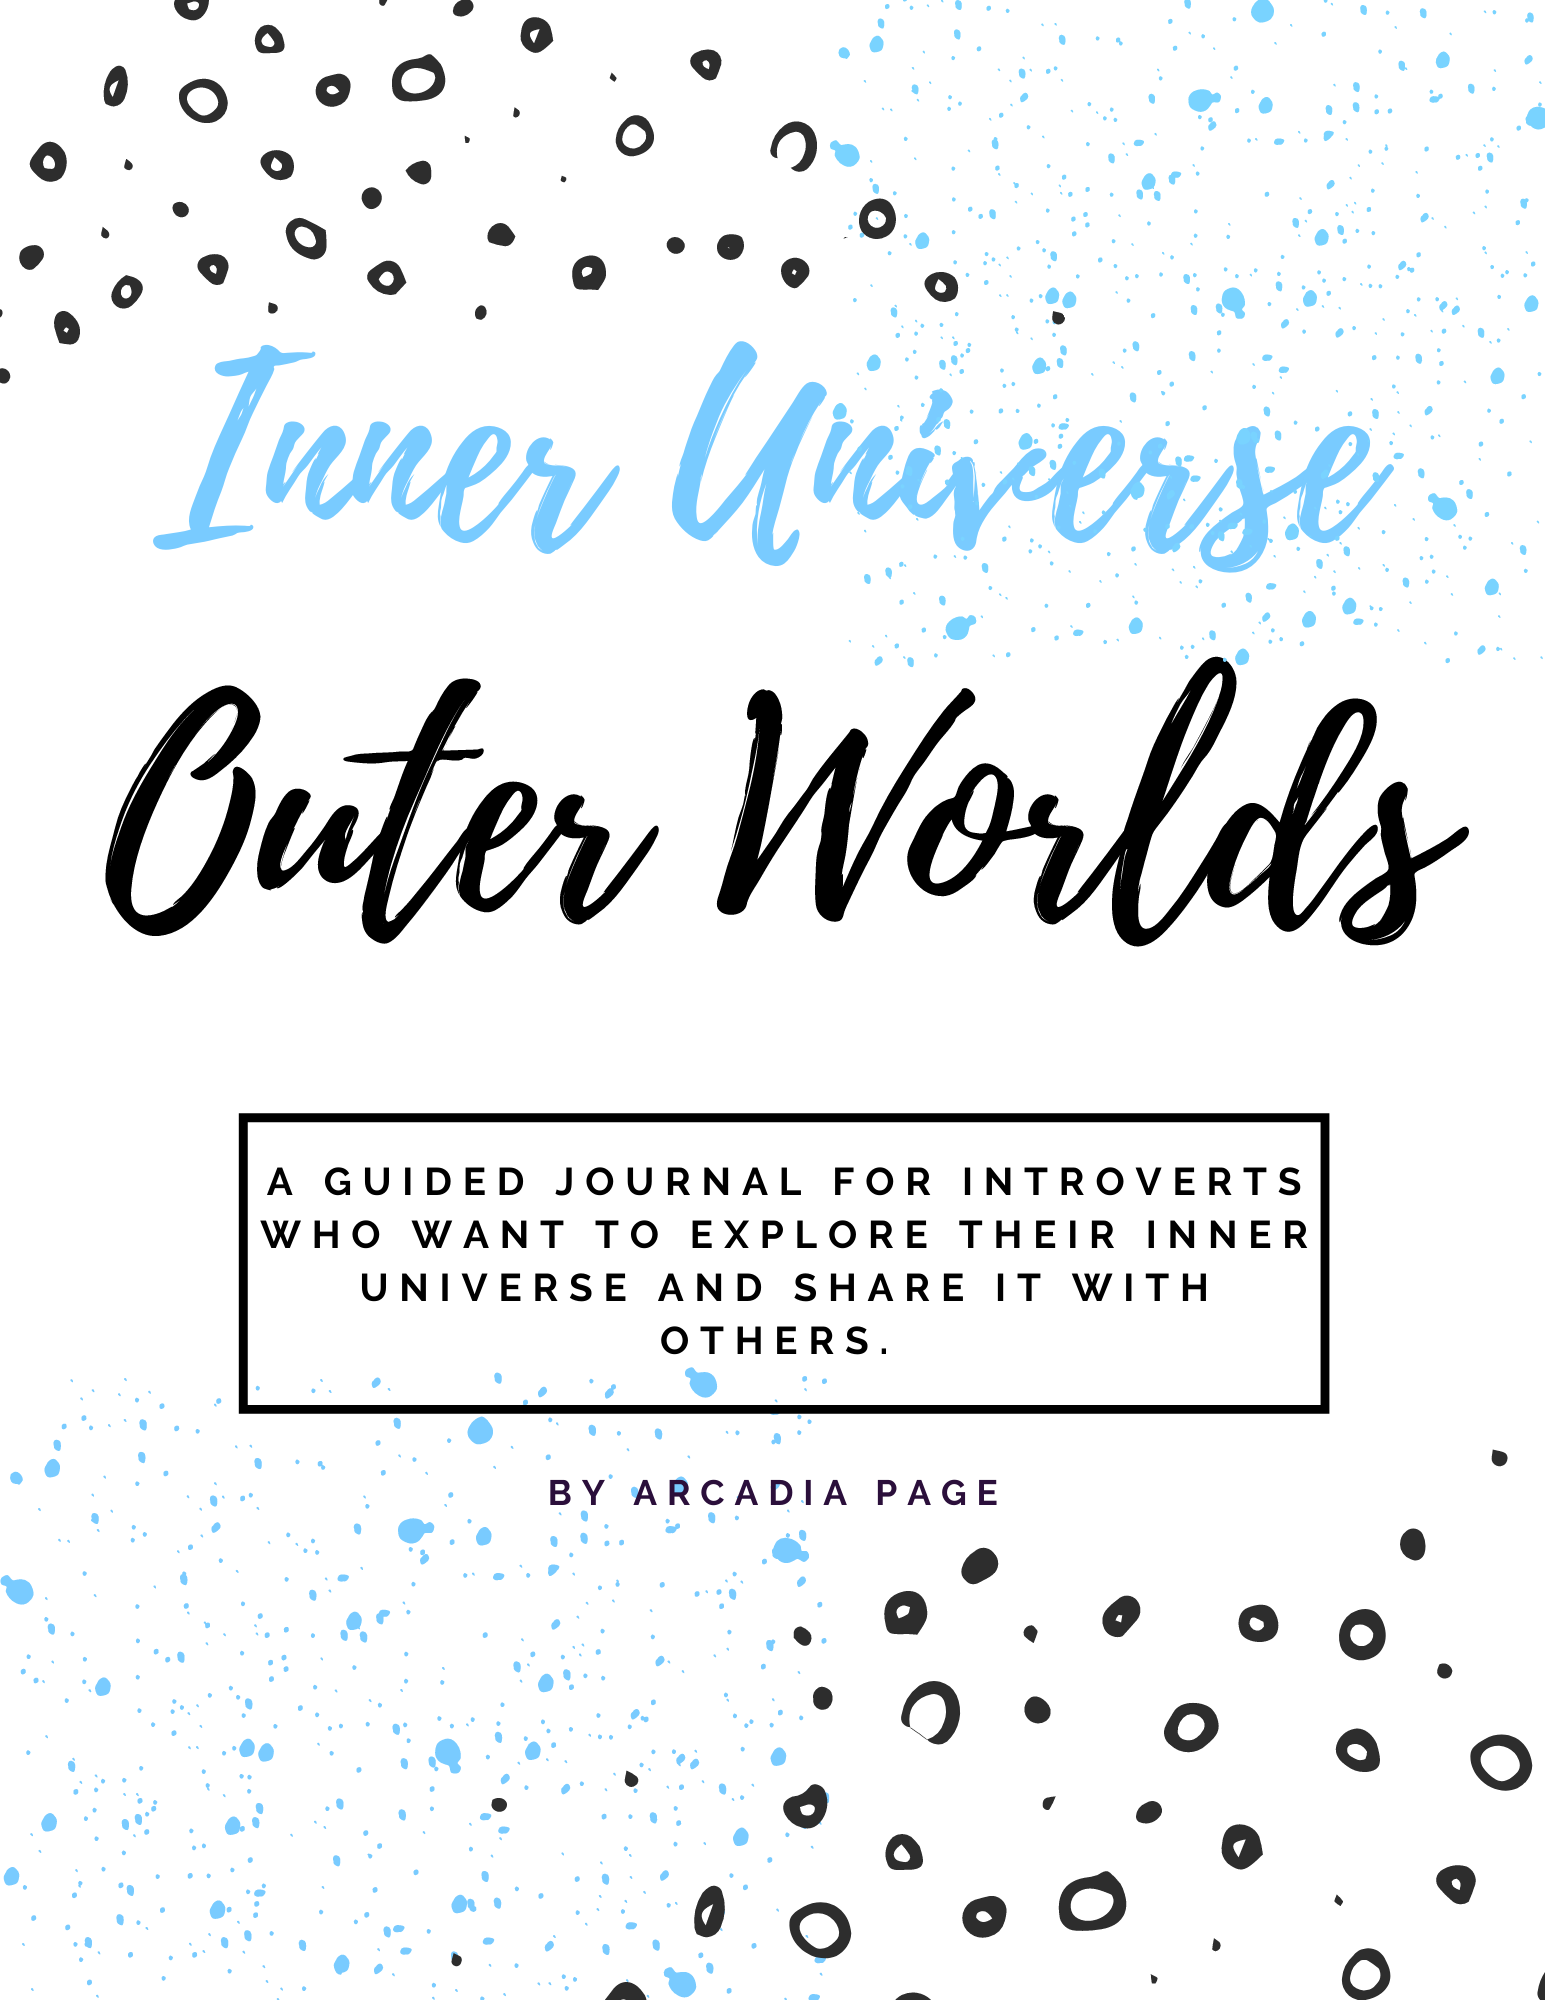 Inner Universe
Outer Worlds
A GUIDED JOURNAL FOR INTROVERTS
WHO WANT TO EXPLORE THEIR INNER
UNIVERSE AND SHARE IT WITH
OTHERS.
BY ARCADIA PAGE